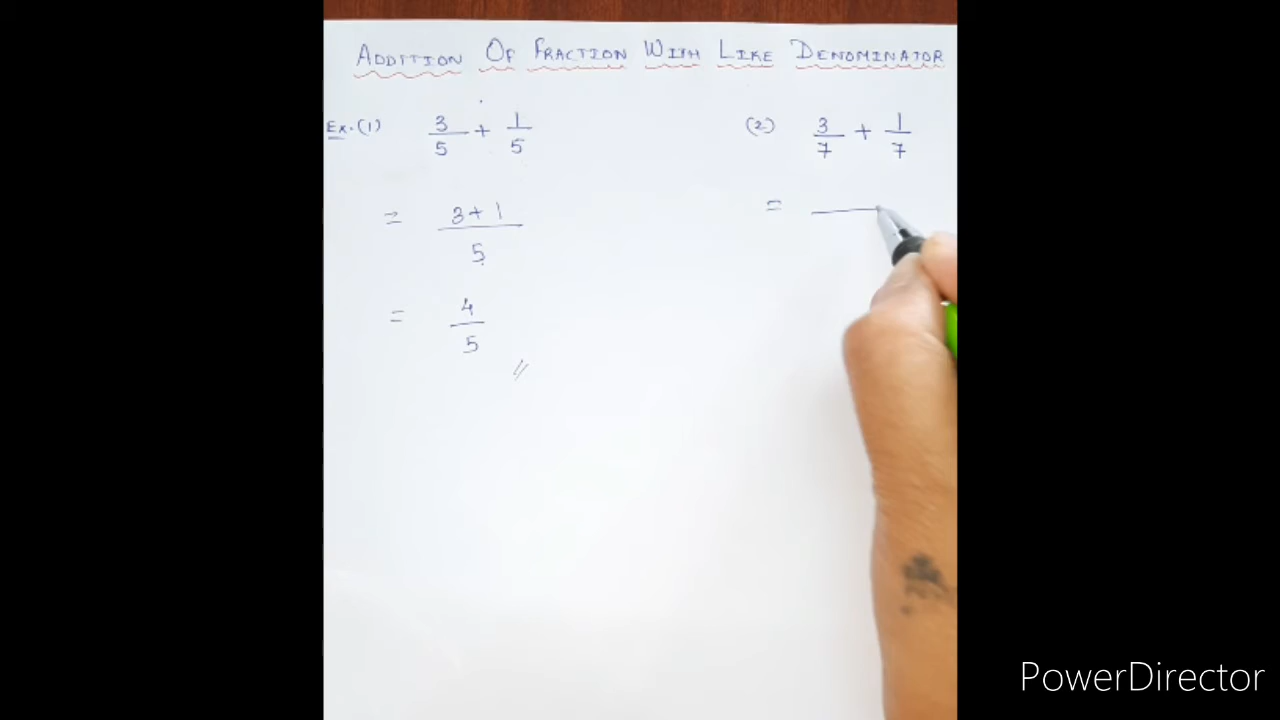 ADDITION OF FRACTION WITH LIKE DENOMINATOR
Ex.(1) 3/5 + 1/5
= 3+1/5
= 4/5 //
(2) 3/7 + 1/7
=
PowerDirector